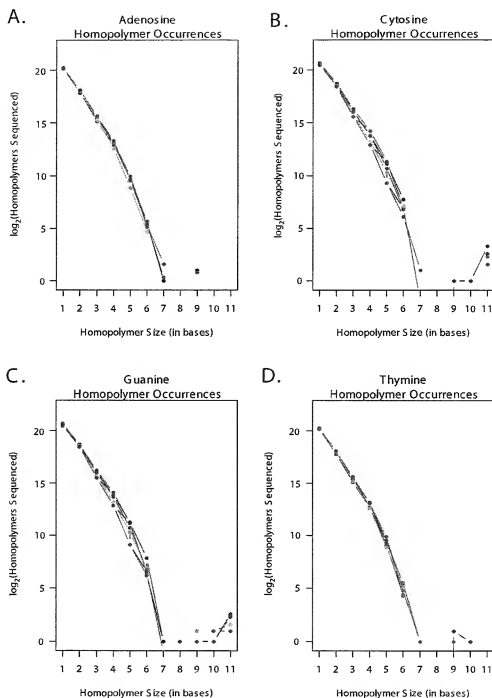 A.
Adenosine
Homopolymer Occurrences
log2(Homopolymers Sequenced)
20
15
10
5
0
1 2 3 4 5 6 7 8 9 10 11
Homopolymer Size (in bases)
B.
Cytosine
Homopolymer Occurrences
log2(Homopolymers Sequenced)
20
15
10
5
0
1 2 3 4 5 6 7 8 9 10 11
Homopolymer Size (in bases)
C.
Guanine
Homopolymer Occurrences
log2(Homopolymers Sequenced)
20
15
10
5
0
1 2 3 4 5 6 7 8 9 10 11
Homopolymer Size (in bases)
D.
Thymine
Homopolymer Occurrences
log2(Homopolymers Sequenced)
20
15
10
5
0
1 2 3 4 5 6 7 8 9 10 11
Homopolymer Size (in bases)